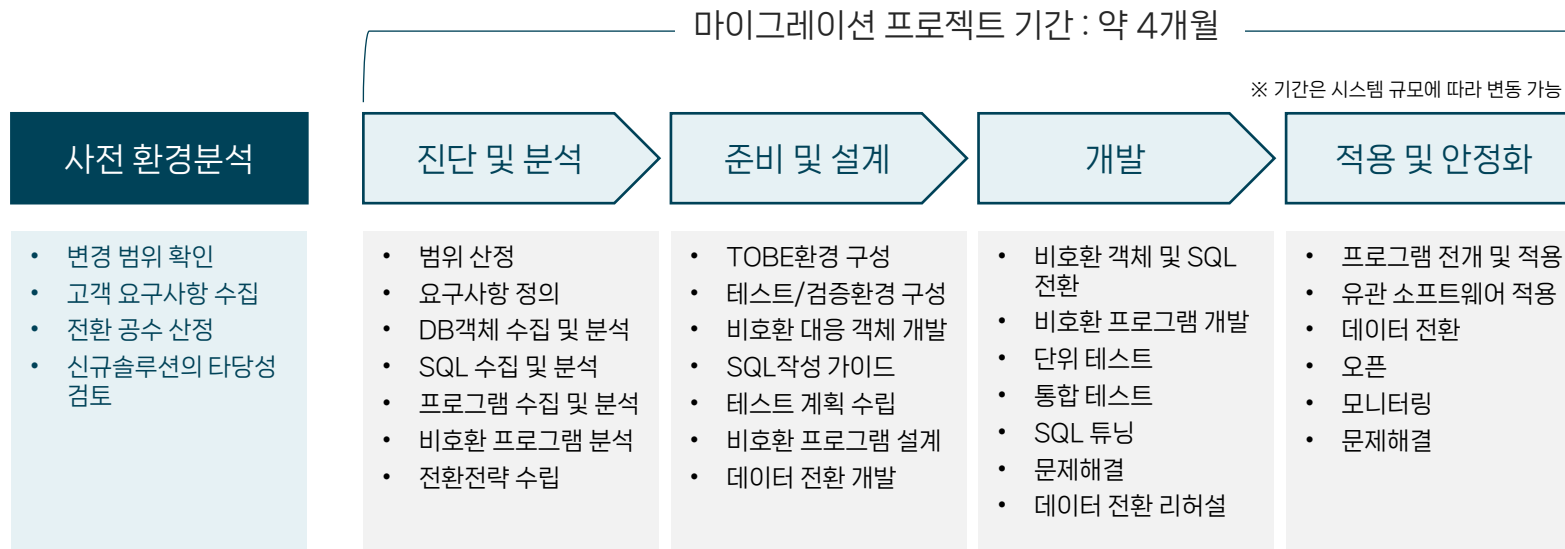 마이그레이션 프로젝트 기간 : 약 4개월
※ 기간은 시스템 규모에 따라 변동 가능
사전 환경분석
• 변경 범위 확인
• 고객 요구사항 수집
• 전환 공수 산정
• 신규솔루션의 타당성
검토
진단 및 분석
• 범위 산정
• 요구사항 정의
• DB객체 수집 및 분석
• SQL 수집 및 분석
• 프로그램 수집 및 분석
• 비호환 프로그램 분석
• 전환전략 수립
준비 및 설계
• TOBE환경 구성
• 테스트/검증환경 구성
• 비호환 대응 객체 개발
• SQL작성 가이드
• 테스트 계획 수립
• 비호환 프로그램 설계
• 데이터 전환 개발
개발
• 비호환 객체 및 SQL
전환
• 비호환 프로그램 개발
• 단위 테스트
• 통합 테스트
• SQL 튜닝
• 문제해결
• 데이터 전환 리허설
적용 및 안정화
• 프로그램 전개 및 적용
• 유관 소프트웨어 적용
• 데이터 전환
• 오픈
• 모니터링
• 문제해결